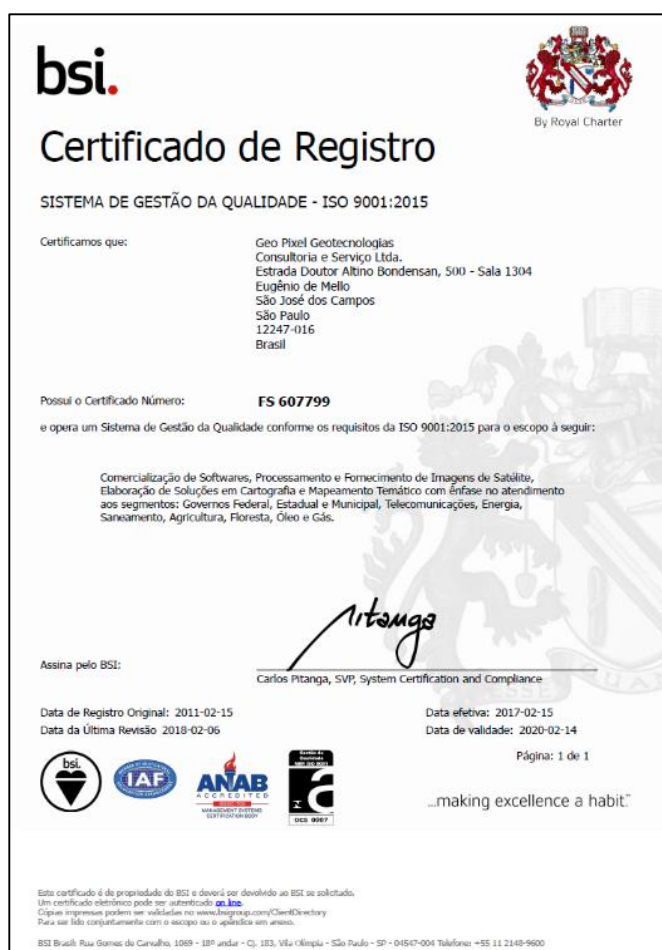 bsi.
By Royal Charter
Certificado de Registro
SISTEMA DE GESTÃO DA QUALIDADE - ISO 9001:2015
Certificamos que:
Geo Pixel Geotecnologias
Consultoria e Serviço Ltda.
Estrada Doutor Altino Bondensan, 500 - Sala 1304
Eugênio de Mello
São José dos Campos
São Paulo
12247-016
Brasil
Possui o Certificado Número:
FS 607799
e opera um Sistema de Gestão da Qualidade conforme os requisitos da ISO 9001:2015 para o escopo à seguir:
Comercialização de Softwares, Processamento e Fornecimento de Imagens de Satélite,
Elaboração de Soluções em Cartografia e Mapeamento Temático com ênfase no atendimento
aos segmentos: Governos Federal, Estadual e Municipal, Telecomunicações, Energia,
Saneamento, Agricultura, Floresta, Óleo e Gás.
Pitanga
Assina pelo BSI:
Carlos Pitanga, SVP, System Certification and Compliance
Data de Registro Original: 2011-02-15
Data efetiva: 2017-02-15
Data da Última Revisão 2018-02-06
Data de validade: 2020-02-14
Página: 1 de 1
bsi.
IAF
ANAB
ACCREDITED
MANAGEMENT SYSTEMS
CERTIFICATION BODY
OCS 0007
...making excellence a habit.™
Este certificado é de propriedade do BSI e deverá ser devolvido ao BSI se solicitado.
Um certificado eletrônico pode ser autenticado on line.
Cópias impressas podem ser validadas no www.bsigroup.com/ClientDirectory
Para ser lido conjuntamente com o escopo ou o apêndice em anexo.
BSI Brasil: Rua Gomes de Carvalho, 1069 - 18º andar - Cj. 183, Vila Olímpia - São Paulo - SP - 04547-004 Telefone: +55 11 2148-9600